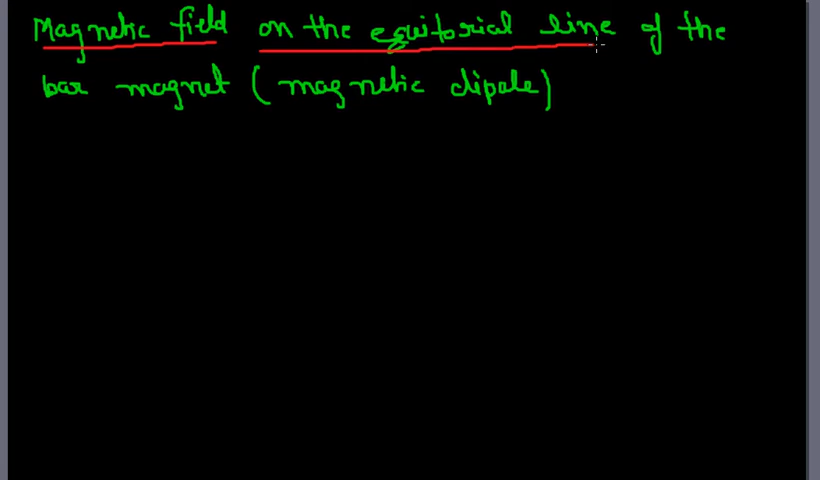 Magnetic field on the equitorial line of the
bar magnet (magnetic dipole)